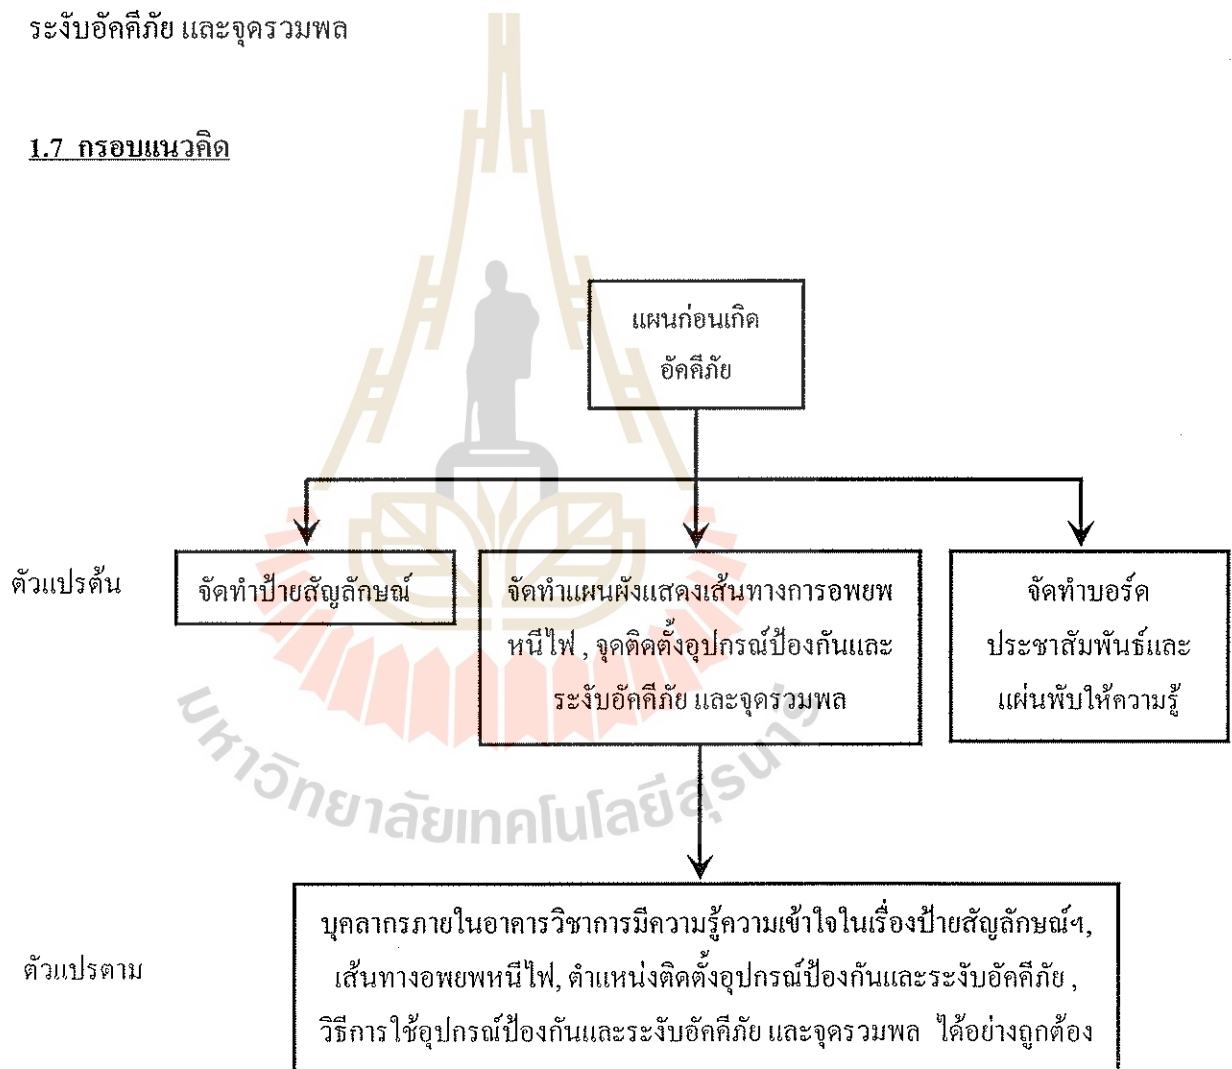 ระงับอัคคีภัย และจุดรวมพล
1.7 กรอบแนวคิด
แผนก่อนเกิด
อัคคีภัย
ตัวแปรต้น
จัดทำป้ายสัญลักษณ์
จัดทำแผนผังแสดงเส้นทางการอพยพ
หนีไฟ , จุดติดตั้งอุปกรณ์ป้องกันและ
ระงับอัคคีภัย และจุดรวมพล
จัดทำบอร์ด
ประชาสัมพันธ์และ
แผ่นพับให้ความรู้
มหาวิทยาลัยเทคโนโลยีสุรนารี
ตัวแปรตาม
บุคลากรภายในอาคารวิชาการมีความรู้ความเข้าใจในเรื่องป้ายสัญลักษณ์ฯ,
เส้นทางอพยพหนีไฟ, ตำแหน่งติดตั้งอุปกรณ์ป้องกันและระงับอัคคีภัย ,
วิธีการใช้อุปกรณ์ป้องกันและระงับอัคคีภัย และจุดรวมพล ได้อย่างถูกต้อง